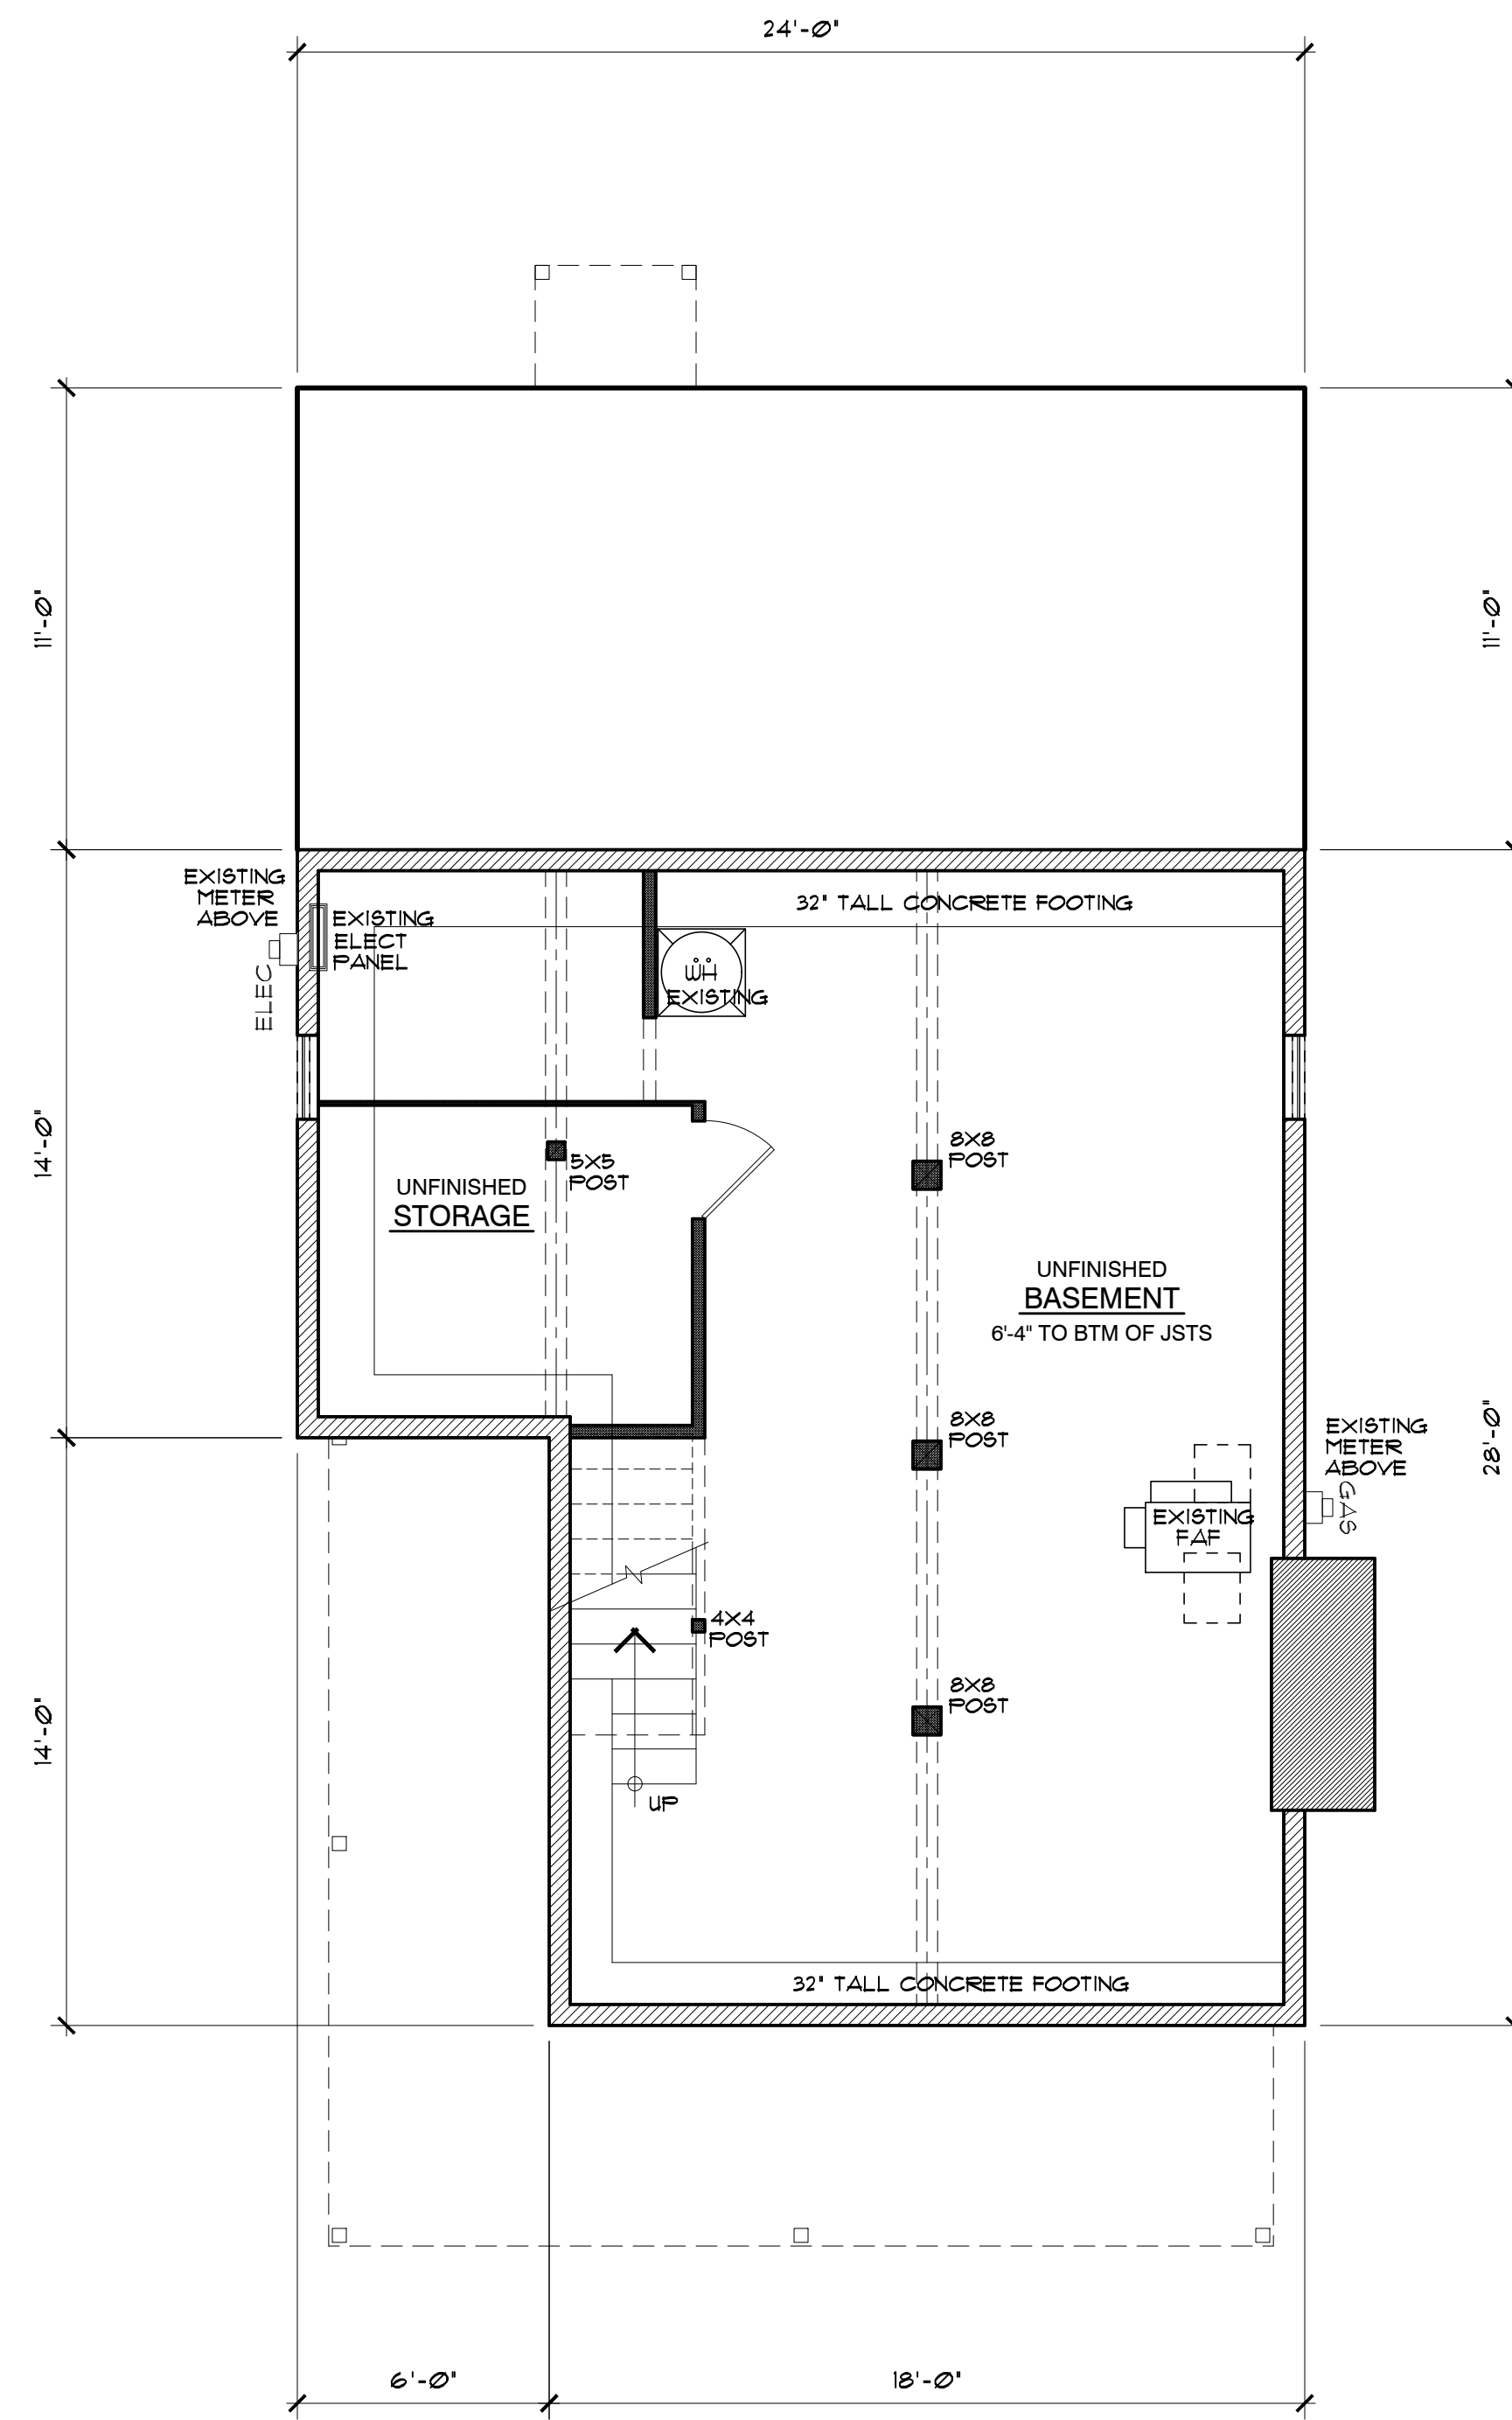 24'-0"
11'-0"
11'-0"
EXISTING
METER
ABOVE
ELEC
EXISTING
ELECT
PANEL
32" TALL CONCRETE FOOTING
WH
EXISTING
14'-0"
5X5
POST
UNFINISHED
STORAGE
8X8
POST
UNFINISHED
BASEMENT
6'-4" TO BTM OF JSTS
8X8
POST
EXISTING
METER
ABOVE
GAS
28'-0"
EXISTING
FAF
4X4
POST
8X8
POST
14'-0"
UP
32" TALL CONCRETE FOOTING
6'-0"
18'-0"